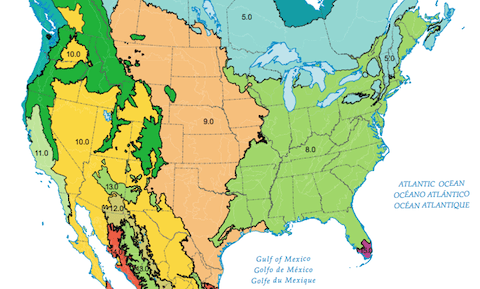 5.0
5.0
10.0
9.0
10.0
11.0
8.0
13.0
12.0
ATLANTIC OCEAN
OCÉANO ATLÁNTICO
OCÉAN ATLANTIQUE
Gulf of Mexico
Golfo de México
Golfe du Mexique